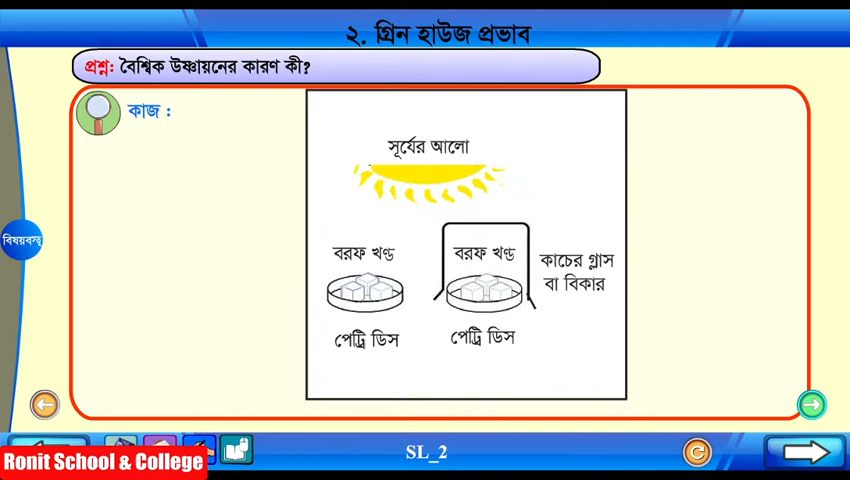 ২. গ্রিন হাউজ প্রভাব
প্রশ্ন: বৈশ্বিক উষ্ণায়নের কারণ কী?
কাজ :
সূর্যের আলো
বিষয়বস্তু
বরফ খণ্ড
বরফ খণ্ড
কাচের গ্লাস
বা বিকার
পেট্রি ডিস
পেট্রি ডিস
SL_2
Ronit School & College